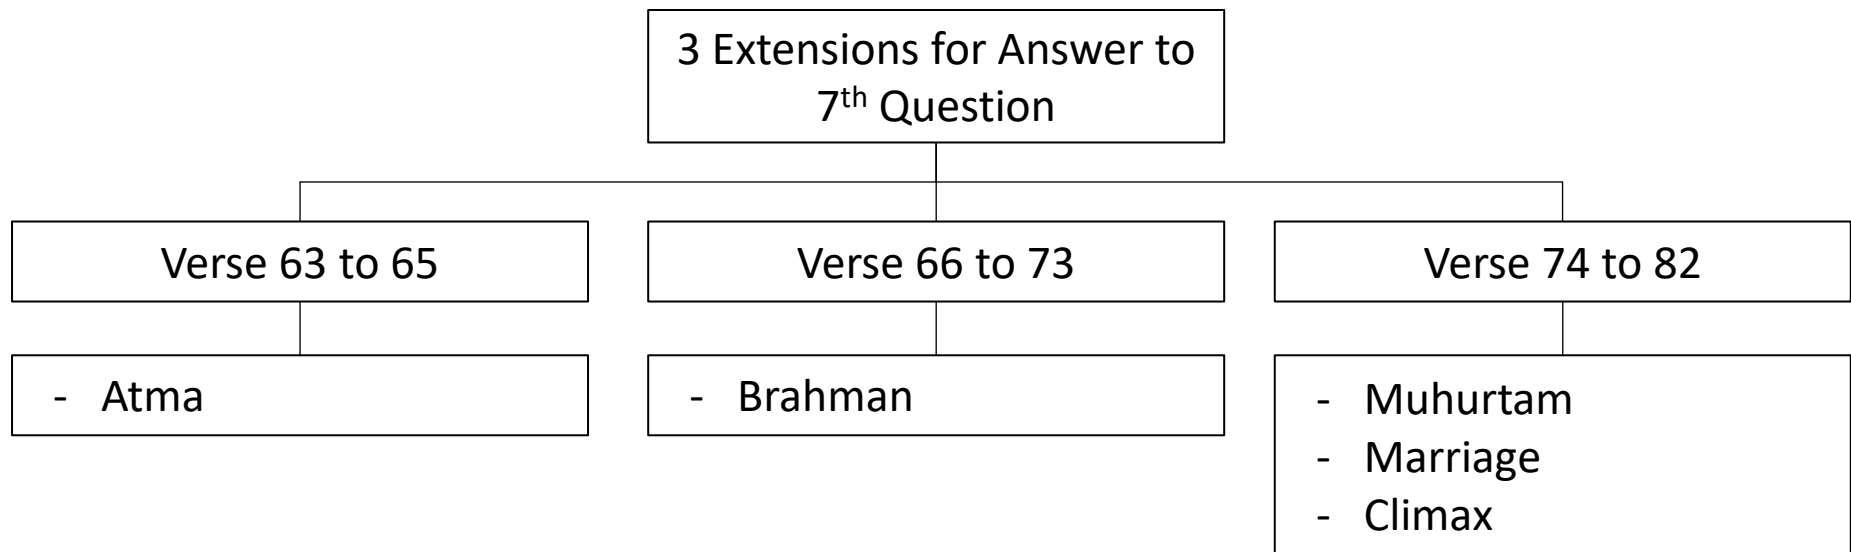 3 Extensions for Answer to
7th Question
Verse 63 to 65
Verse 66 to 73
Verse 74 to 82
- Atma
- Brahman
- Muhurtam
- Marriage
- Climax